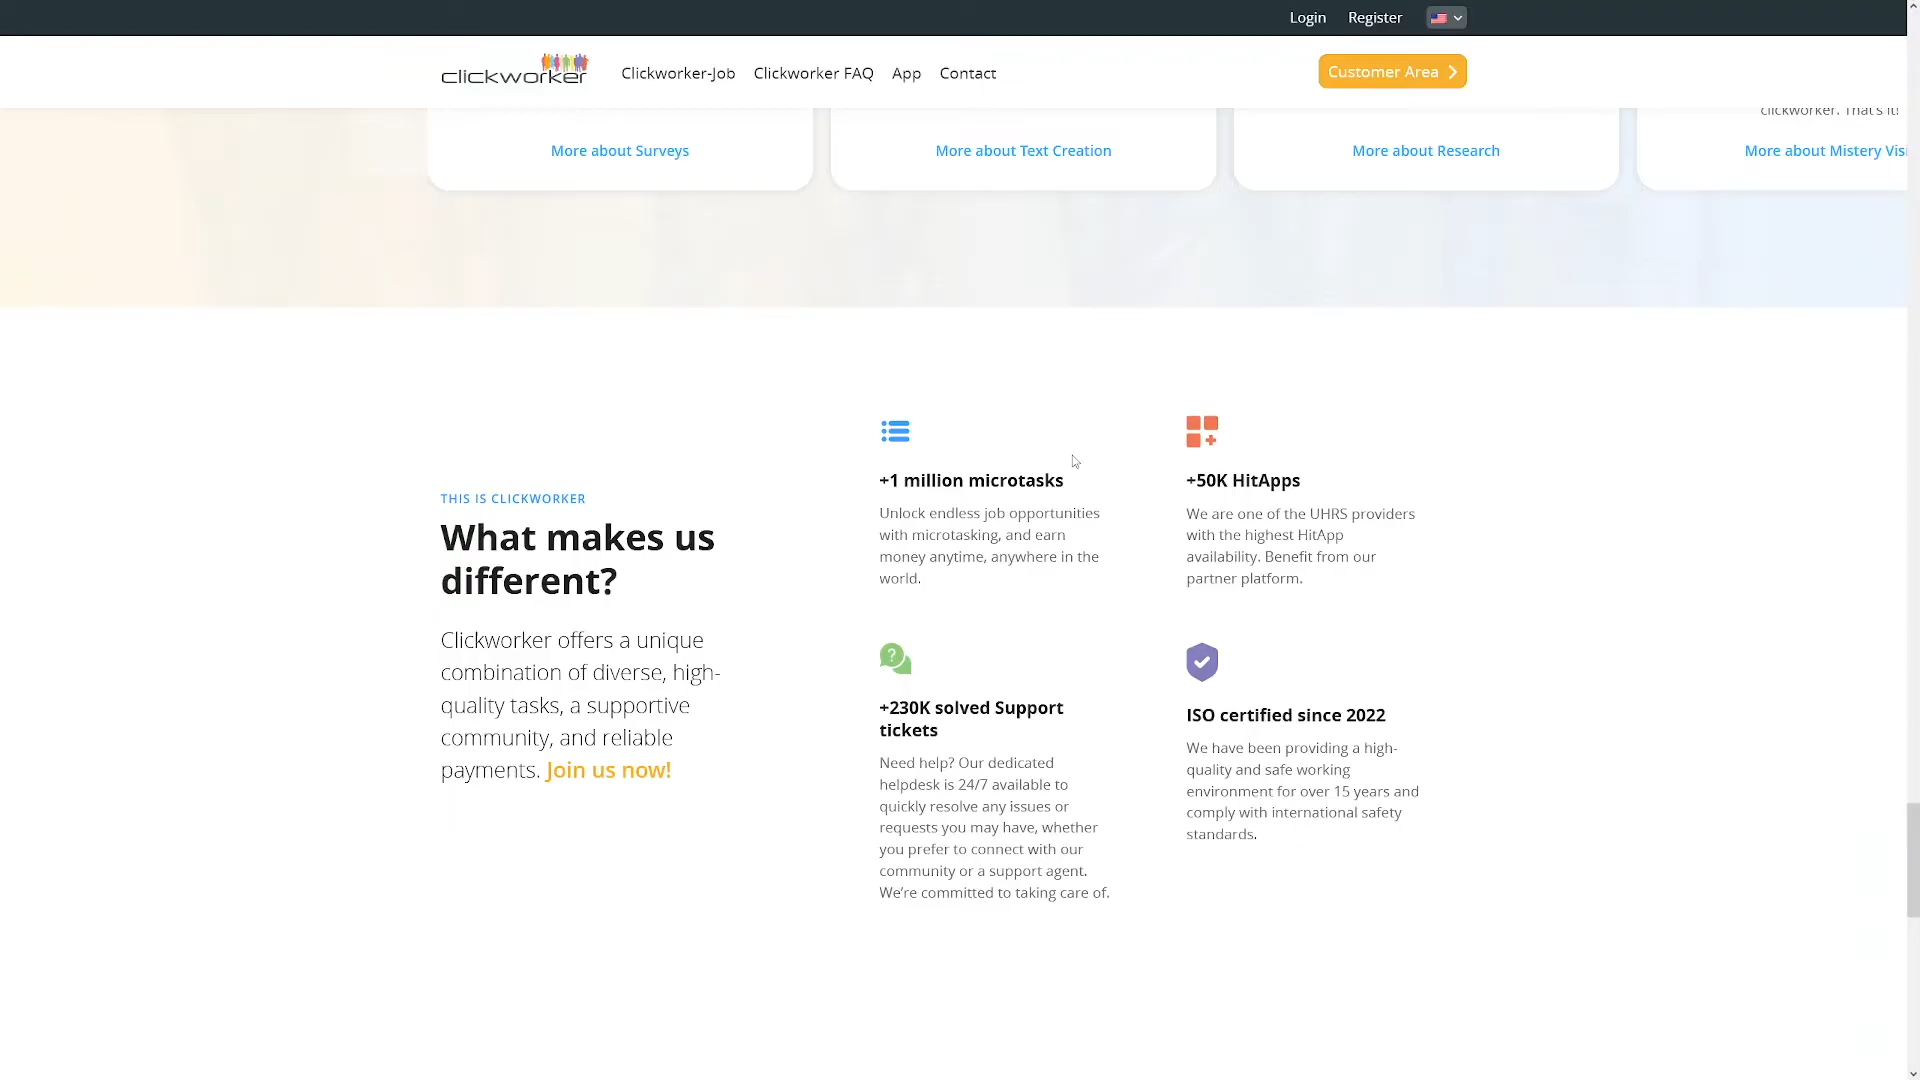 Login Register
clickworker Clickworker-Job Clickworker FAQ App Contact Customer Area
clickworker. That's it!
More about Surveys More about Text Creation More about Research More about Mistery Vis
THIS IS CLICKWORKER
What makes us
different?
Clickworker offers a unique
combination of diverse, high-
quality tasks, a supportive
community, and reliable
payments. Join us now!
+1 million microtasks
Unlock endless job opportunities
with microtasking, and earn
money anytime, anywhere in the
world.
+50K HitApps
We are one of the UHRS providers
with the highest HitApp
availability. Benefit from our
partner platform.
+230K solved Support
tickets
Need help? Our dedicated
helpdesk is 24/7 available to
quickly resolve any issues or
requests you may have, whether
you prefer to connect with our
community or a support agent.
We're committed to taking care of.
ISO certified since 2022
We have been providing a high-
quality and safe working
environment for over 15 years and
comply with international safety
standards.